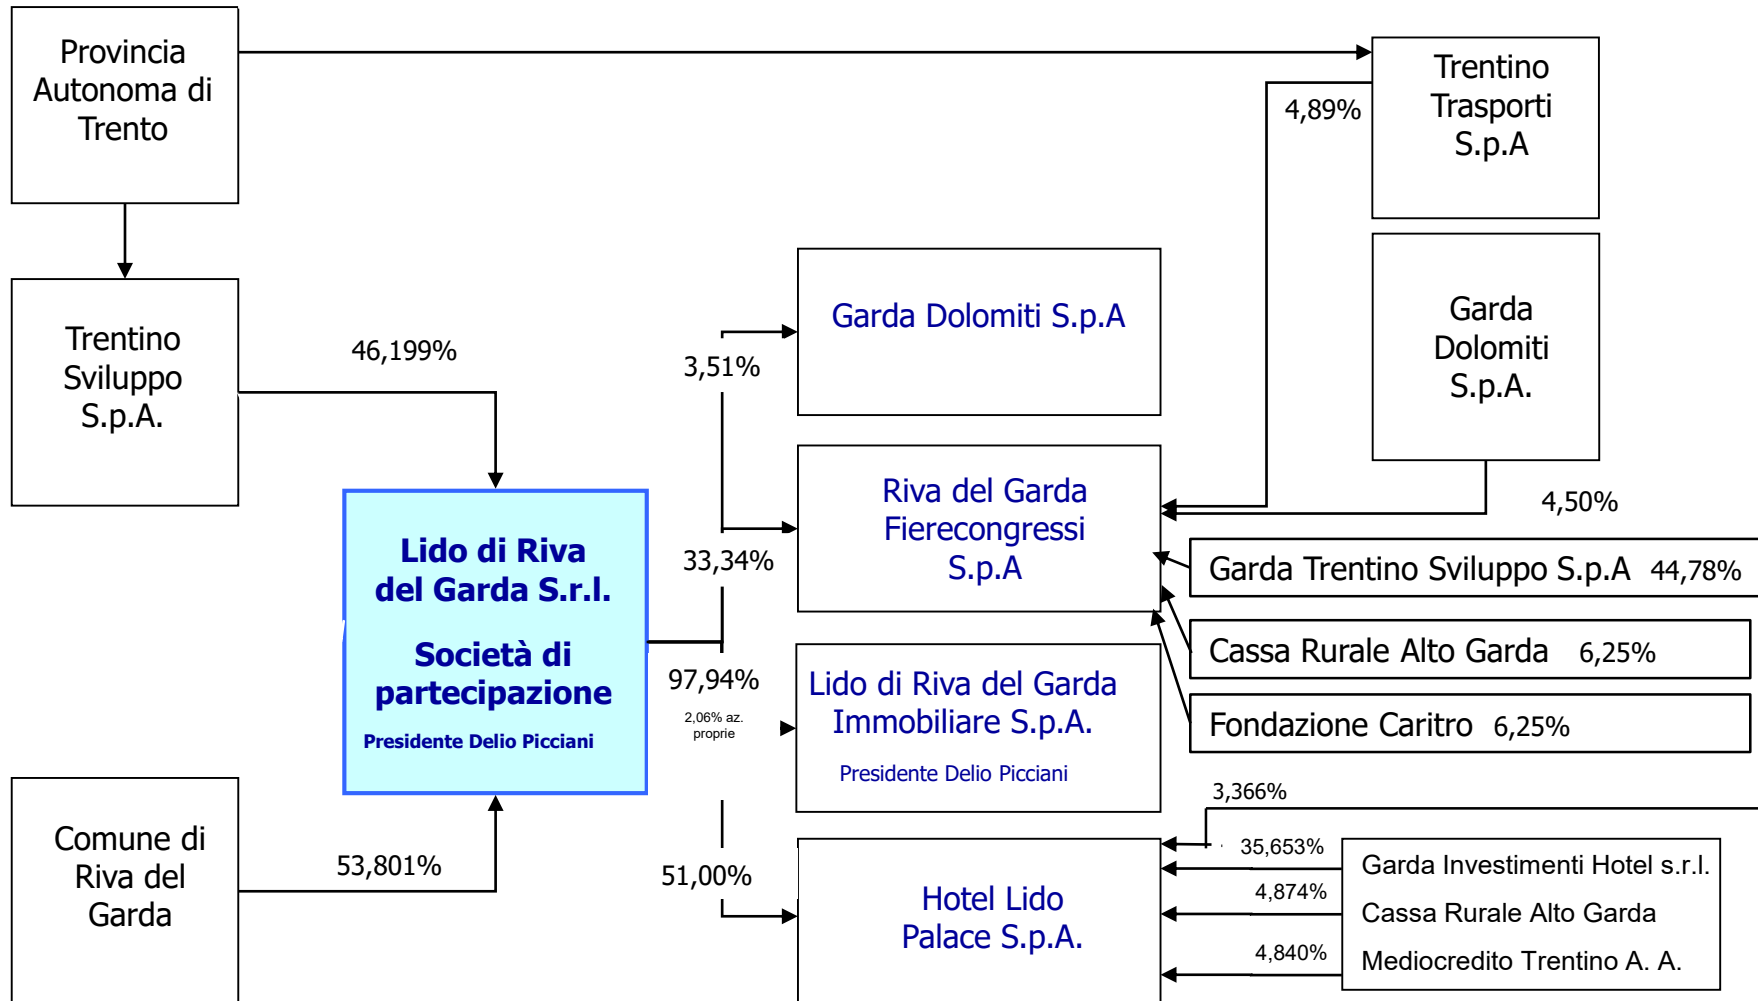 Provincia
Autonoma di
Trento
Trentino
Trasporti
S.p.A
4,89%
Trentino
Sviluppo
S.p.A.
46,199%
Garda Dolomiti S.p.A
3,51%
Garda
Dolomiti
S.p.A.
4,50%
Lido di Riva
del Garda S.r.l.
Società di
partecipazione
Presidente Delio Picciani
33,34%
Riva del Garda
Fierecongressi
S.p.A
Garda Trentino Sviluppo S.p.A 44,78%
Cassa Rurale Alto Garda 6,25%
Fondazione Caritro 6,25%
97,94%
2,06% az.
proprie
Lido di Riva del Garda
Immobiliare S.p.A.
Presidente Delio Picciani
Comune di
Riva del
Garda
53,801%
51,00%
Hotel Lido
Palace S.p.A.
3,366%
35,653%
Garda Investimenti Hotel s.r.l.
4,874%
Cassa Rurale Alto Garda
4,840%
Mediocredito Trentino A. A.